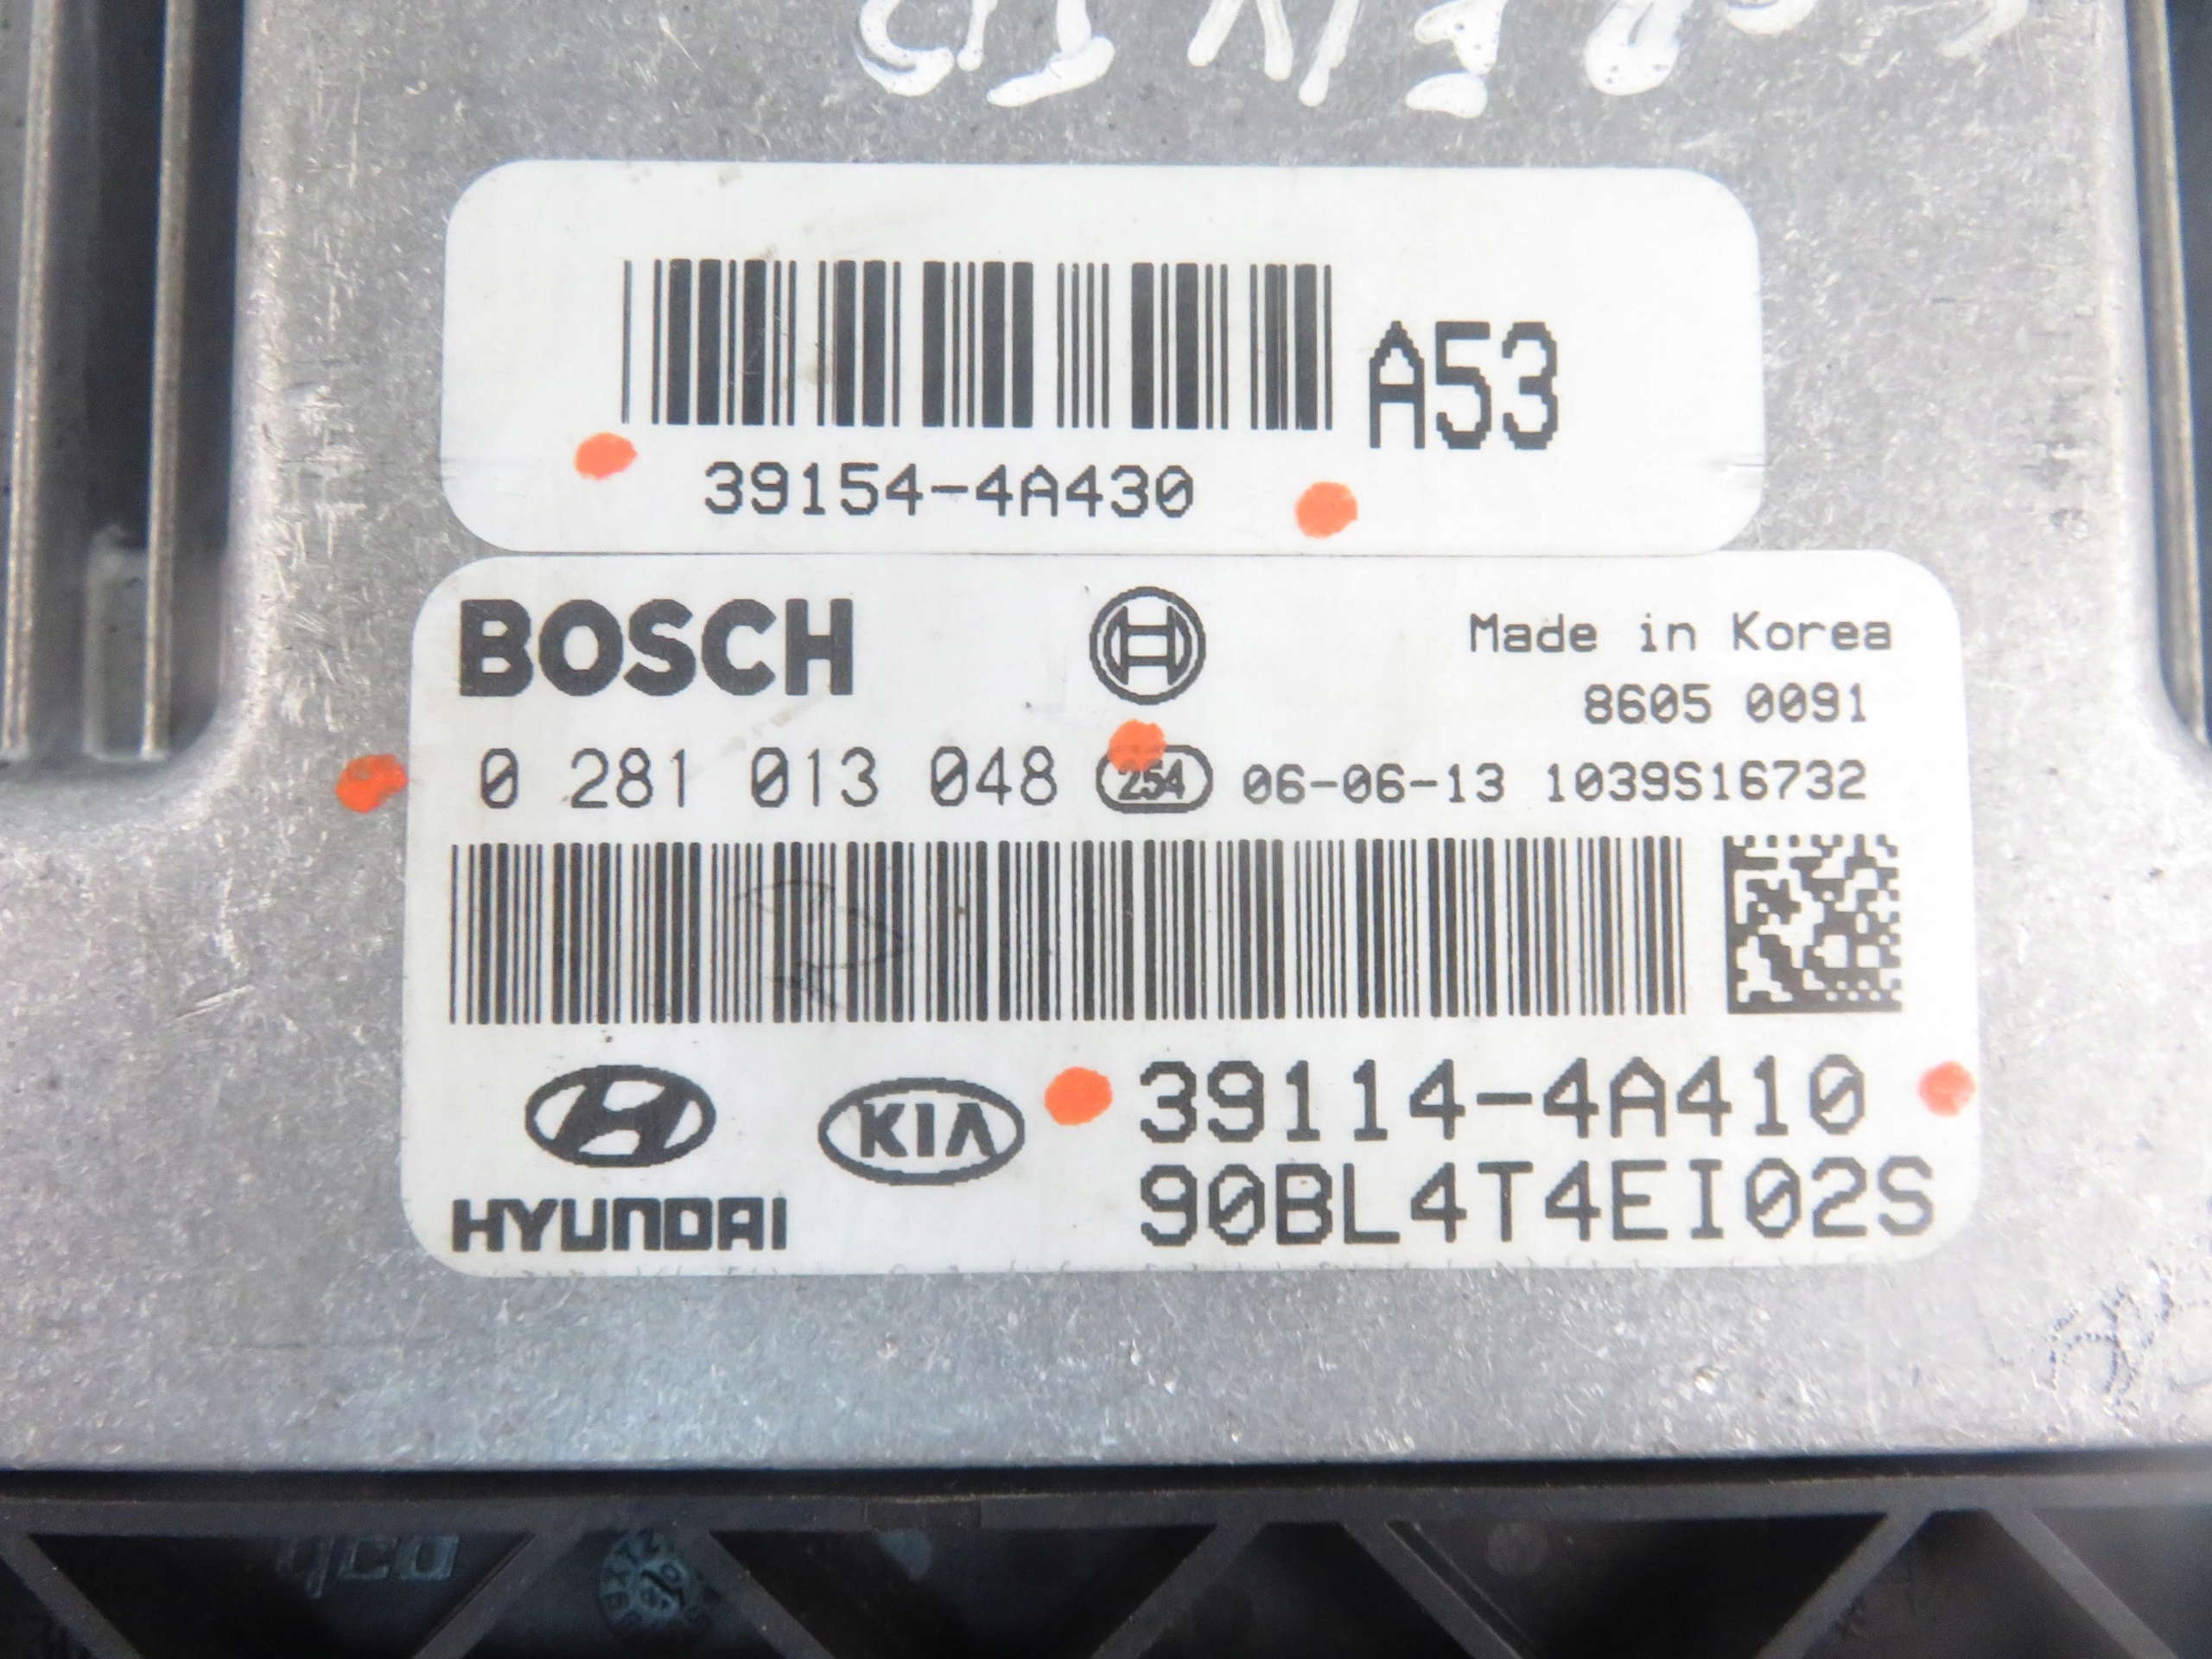 A53
39154-4A430
BOSCH
Made in Korea
8605 0091
0 281 013 048 254 06-06-13 1039S16732
KIA
39114-4A410
HYUNDAI
90BL4T4EI02S